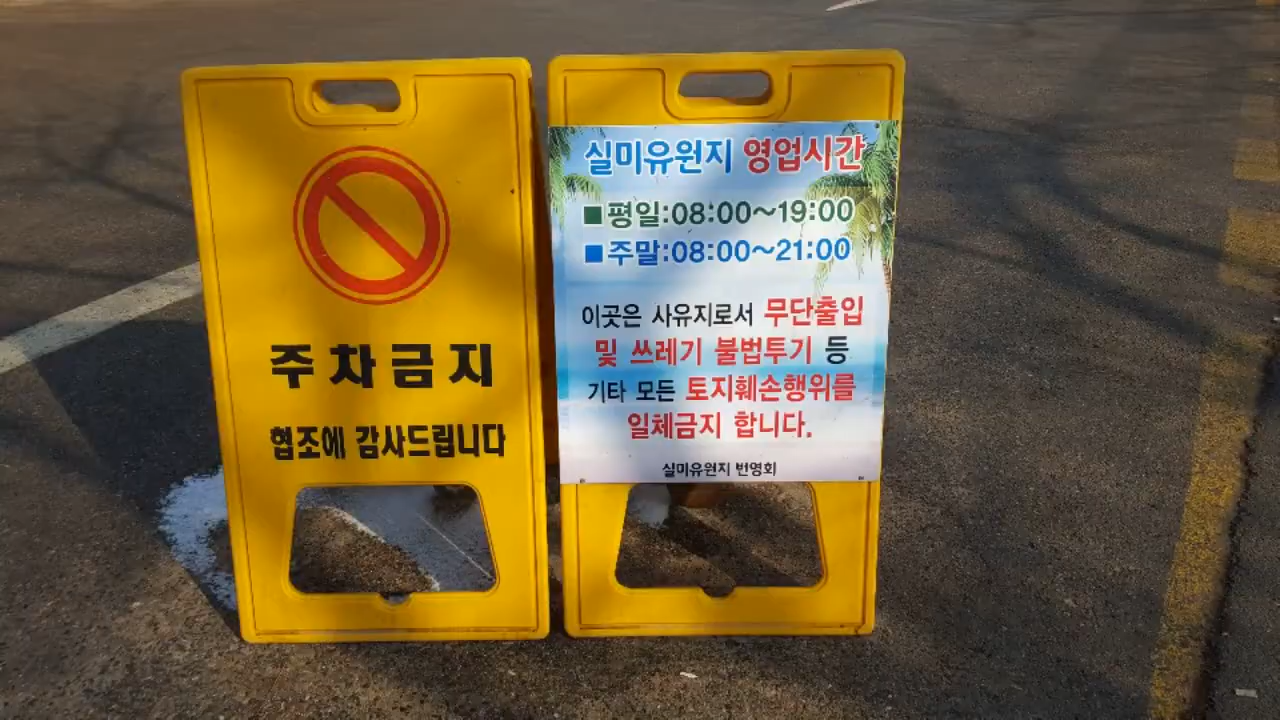 주차금지
협조에 감사드립니다
실미유원지 영업시간
■평일:08:00~19:00
■주말:08:00~21:00
이곳은 사유지로서 무단출입
및 쓰레기 불법투기 등
기타 모든 토지훼손행위를
일체금지 합니다.
실미유원지 번영회